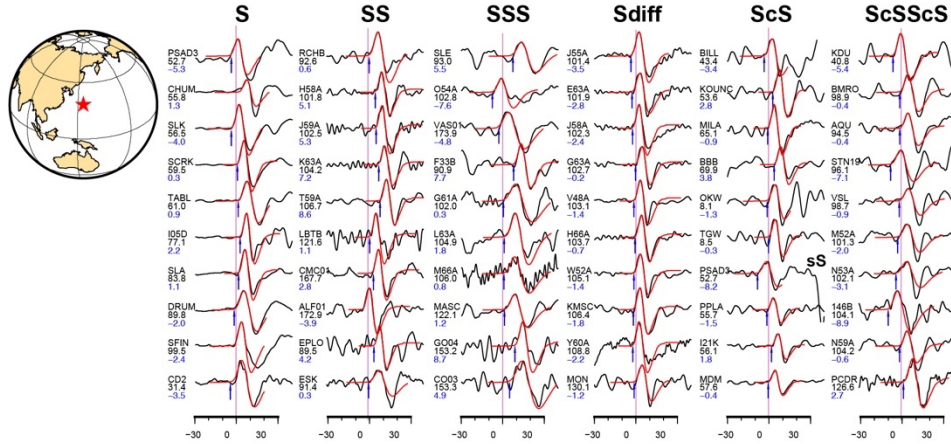 S
SS
SSS
Sdiff
ScS
ScSScS
PSAD3
52.7
−5.3
CHUM
55.8
1.3
SLK
56.5
−4.0
SCRK
59.5
0.3
TABL
61.0
0.9
I05D
77.1
2.2
SLA
83.8
1.1
DRUM
89.8
−2.0
SFIN
99.5
−2.4
CD2
31.4
−3.5
RCHB
92.6
0.6
H58A
101.8
5.1
J59A
102.5
5.3
K63A
104.2
7.2
T59A
106.7
8.6
LBTB
121.6
1.1
CMC01
167.7
2.8
ALF01
172.9
−3.9
EPLO
89.5
4.2
ESK
91.4
0.3
SLE
93.0
5.5
O54A
102.8
−7.6
VAS01
173.9
−4.8
F33B
90.9
7.7
G61A
102.0
0.3
L63A
104.9
1.8
M66A
106.0
0.8
MASC
122.1
1.2
GO04
153.2
8.7
CO03
153.3
4.9
J55A
101.4
−3.5
E63A
101.9
−2.8
J58A
102.3
−2.4
G63A
102.7
−0.2
V48A
103.1
−1.4
H66A
103.7
−0.7
W52A
105.1
−1.4
KMSC
106.4
−1.8
Y60A
108.8
−2.2
MON
130.1
−1.2
BILL
43.4
−3.4
KOUNC
53.6
2.8
MILA
65.1
−0.9
BBB
69.9
3.8
OKW
8.1
−1.3
TGW
8.5
−0.3
sS
PSAD3
52.7
−8.2
PPLA
55.7
−1.5
I21K
56.1
1.8
MDM
57.6
−0.4
KDU
40.8
−5.4
BMRO
98.9
−0.4
AQU
94.5
−0.4
STN19
96.1
−7.1
VSL
98.7
−0.9
M52A
101.3
−2.0
N53A
102.1
−3.1
146B
104.1
−8.9
N59A
104.2
−0.6
PCDR
126.6
2.7
−30 0 30
−30 0 30
−30 0 30
−30 0 30
−30 0 30
−30 0 30